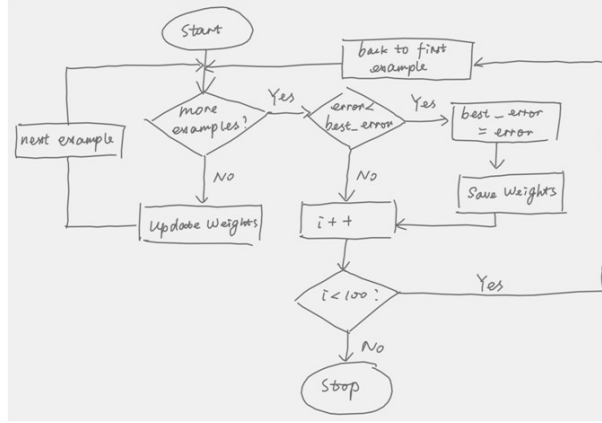 Start
back to first
example
more
examples?
Yes
error<
best_error
Yes
best_error
= error
next example
No
No
Save Weights
Update Weights
i++
i<100?
Yes
No
Stop